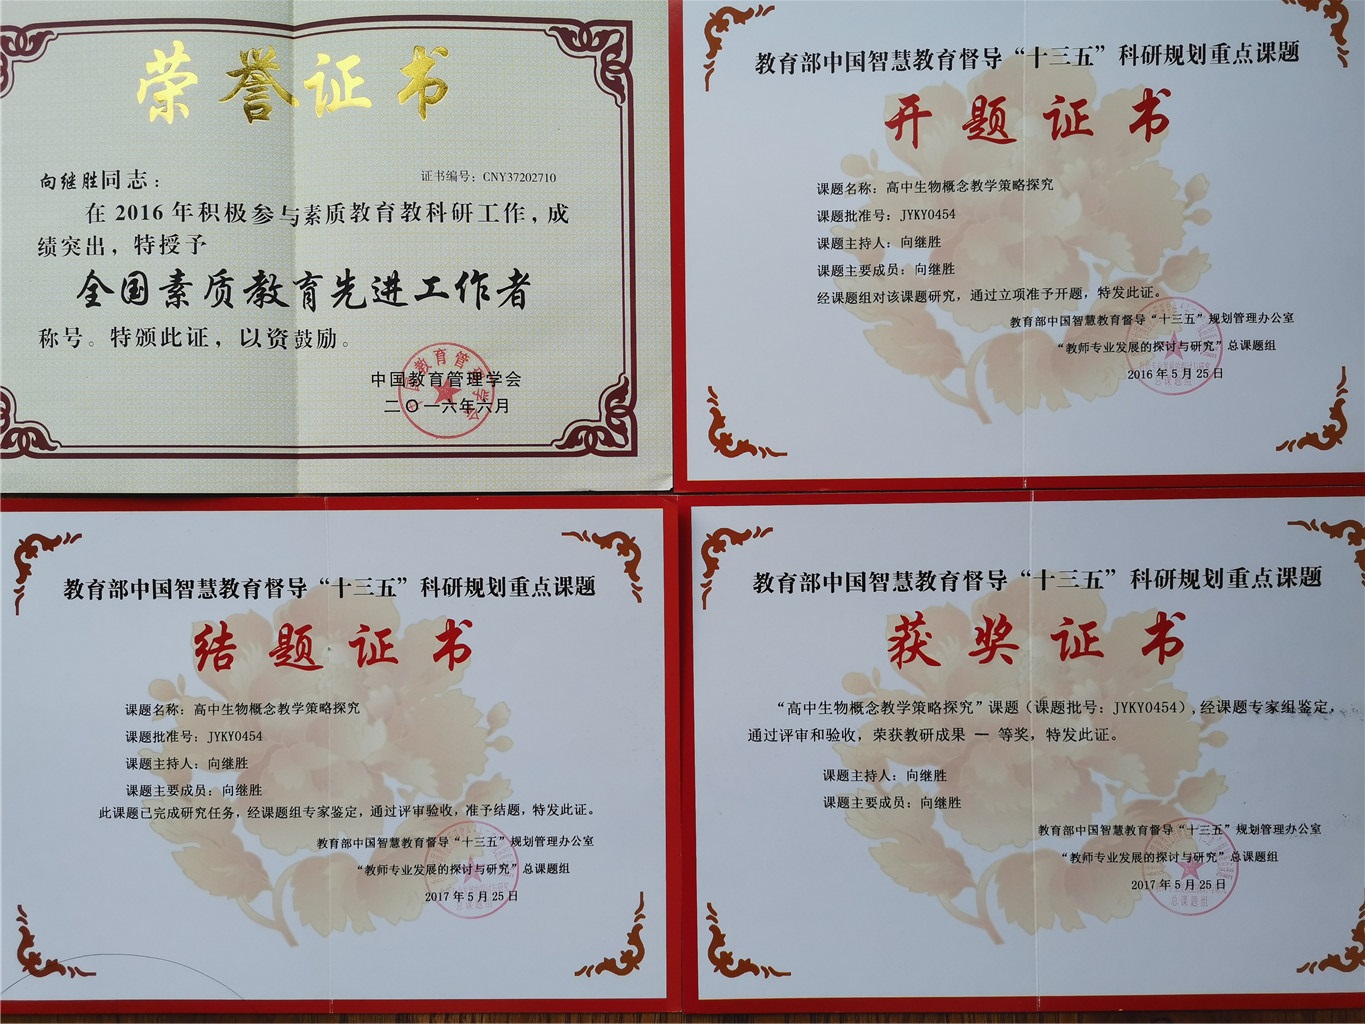 荣誉证书
向继胜同志：
证书编号：CNY37202710
在 2016 年积极参与素质教育教科研工作，成
绩突出，特授予
全国素质教育先进工作者
称号。特颁此证，以资鼓励。
中国教育管理学会
二〇一六年六月
教育部中国智慧教育督导“十三五”科研规划重点课题
开题证书
课题名称：高中生物概念教学策略探究
课题批准号：JYKY0454
课题主持人：向继胜
课题主要成员：向继胜
经课题组对该课题研究，通过立项准予开题，特发此证。
教育部中国智慧教育督导“十三五”规划管理办公室
“教师专业发展的探讨与研究”总课题组
2016 年 5 月 25 日
教育部中国智慧教育督导“十三五”科研规划重点课题
结题证书
课题名称：高中生物概念教学策略探究
课题批准号：JYKY0454
课题主持人：向继胜
课题主要成员：向继胜
此课题已完成研究任务，经课题组专家鉴定，通过评审验收，准予结题，特发此证。
教育部中国智慧教育督导“十三五”规划管理办公室
“教师专业发展的探讨与研究”总课题组
2017 年 5 月 25 日
教育部中国智慧教育督导“十三五”科研规划重点课题
获奖证书
“高中生物概念教学策略探究”课题（课题批号：JYKY0454）,经课题专家组鉴定，
通过评审和验收，荣获教研成果 一 等奖，特发此证。
课题主持人：向继胜
课题主要成员：向继胜
教育部中国智慧教育督导“十三五”规划管理办公室
“教师专业发展的探讨与研究”总课题组
2017 年 5 月 25 日
总课题组